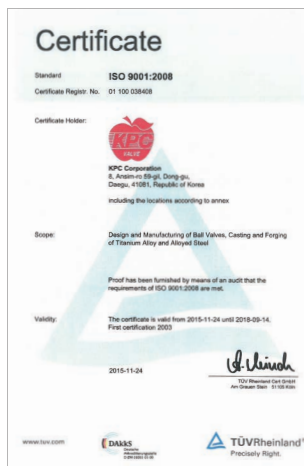 Certificate
Standard ISO 9001:2008
Certificate Registr. No. 01 100 038408
Certificate Holder:
KPC
VALVE
KPC Corporation
8, Ansim-ro 59-gil, Dong-gu,
Daegu, 41081, Republic of Korea
including the locations according to annex
Scope: Design and Manufacturing of Ball Valves, Casting and Forging
of Titanium Alloy and Alloyed Steel
Proof has been furnished by means of an audit that the
requirements of ISO 9001:2008 are met.
Validity: The certificate is valid from 2015-11-24 until 2018-09-14.
First certification 2003
2015-11-24
TÜV Rheinland Cert GmbH
Am Grauen Stein · 51105 Köln
www.tuv.com
DAkkS
Deutsche
Akkreditierungsstelle
TÜVRheinland®
Precisely Right.